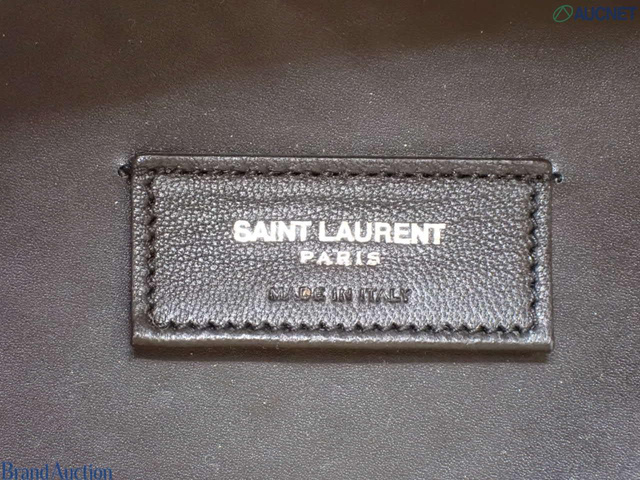 AUCNET
SAINT LAURENT
PARIS
MADE IN ITALY
Brand Auction